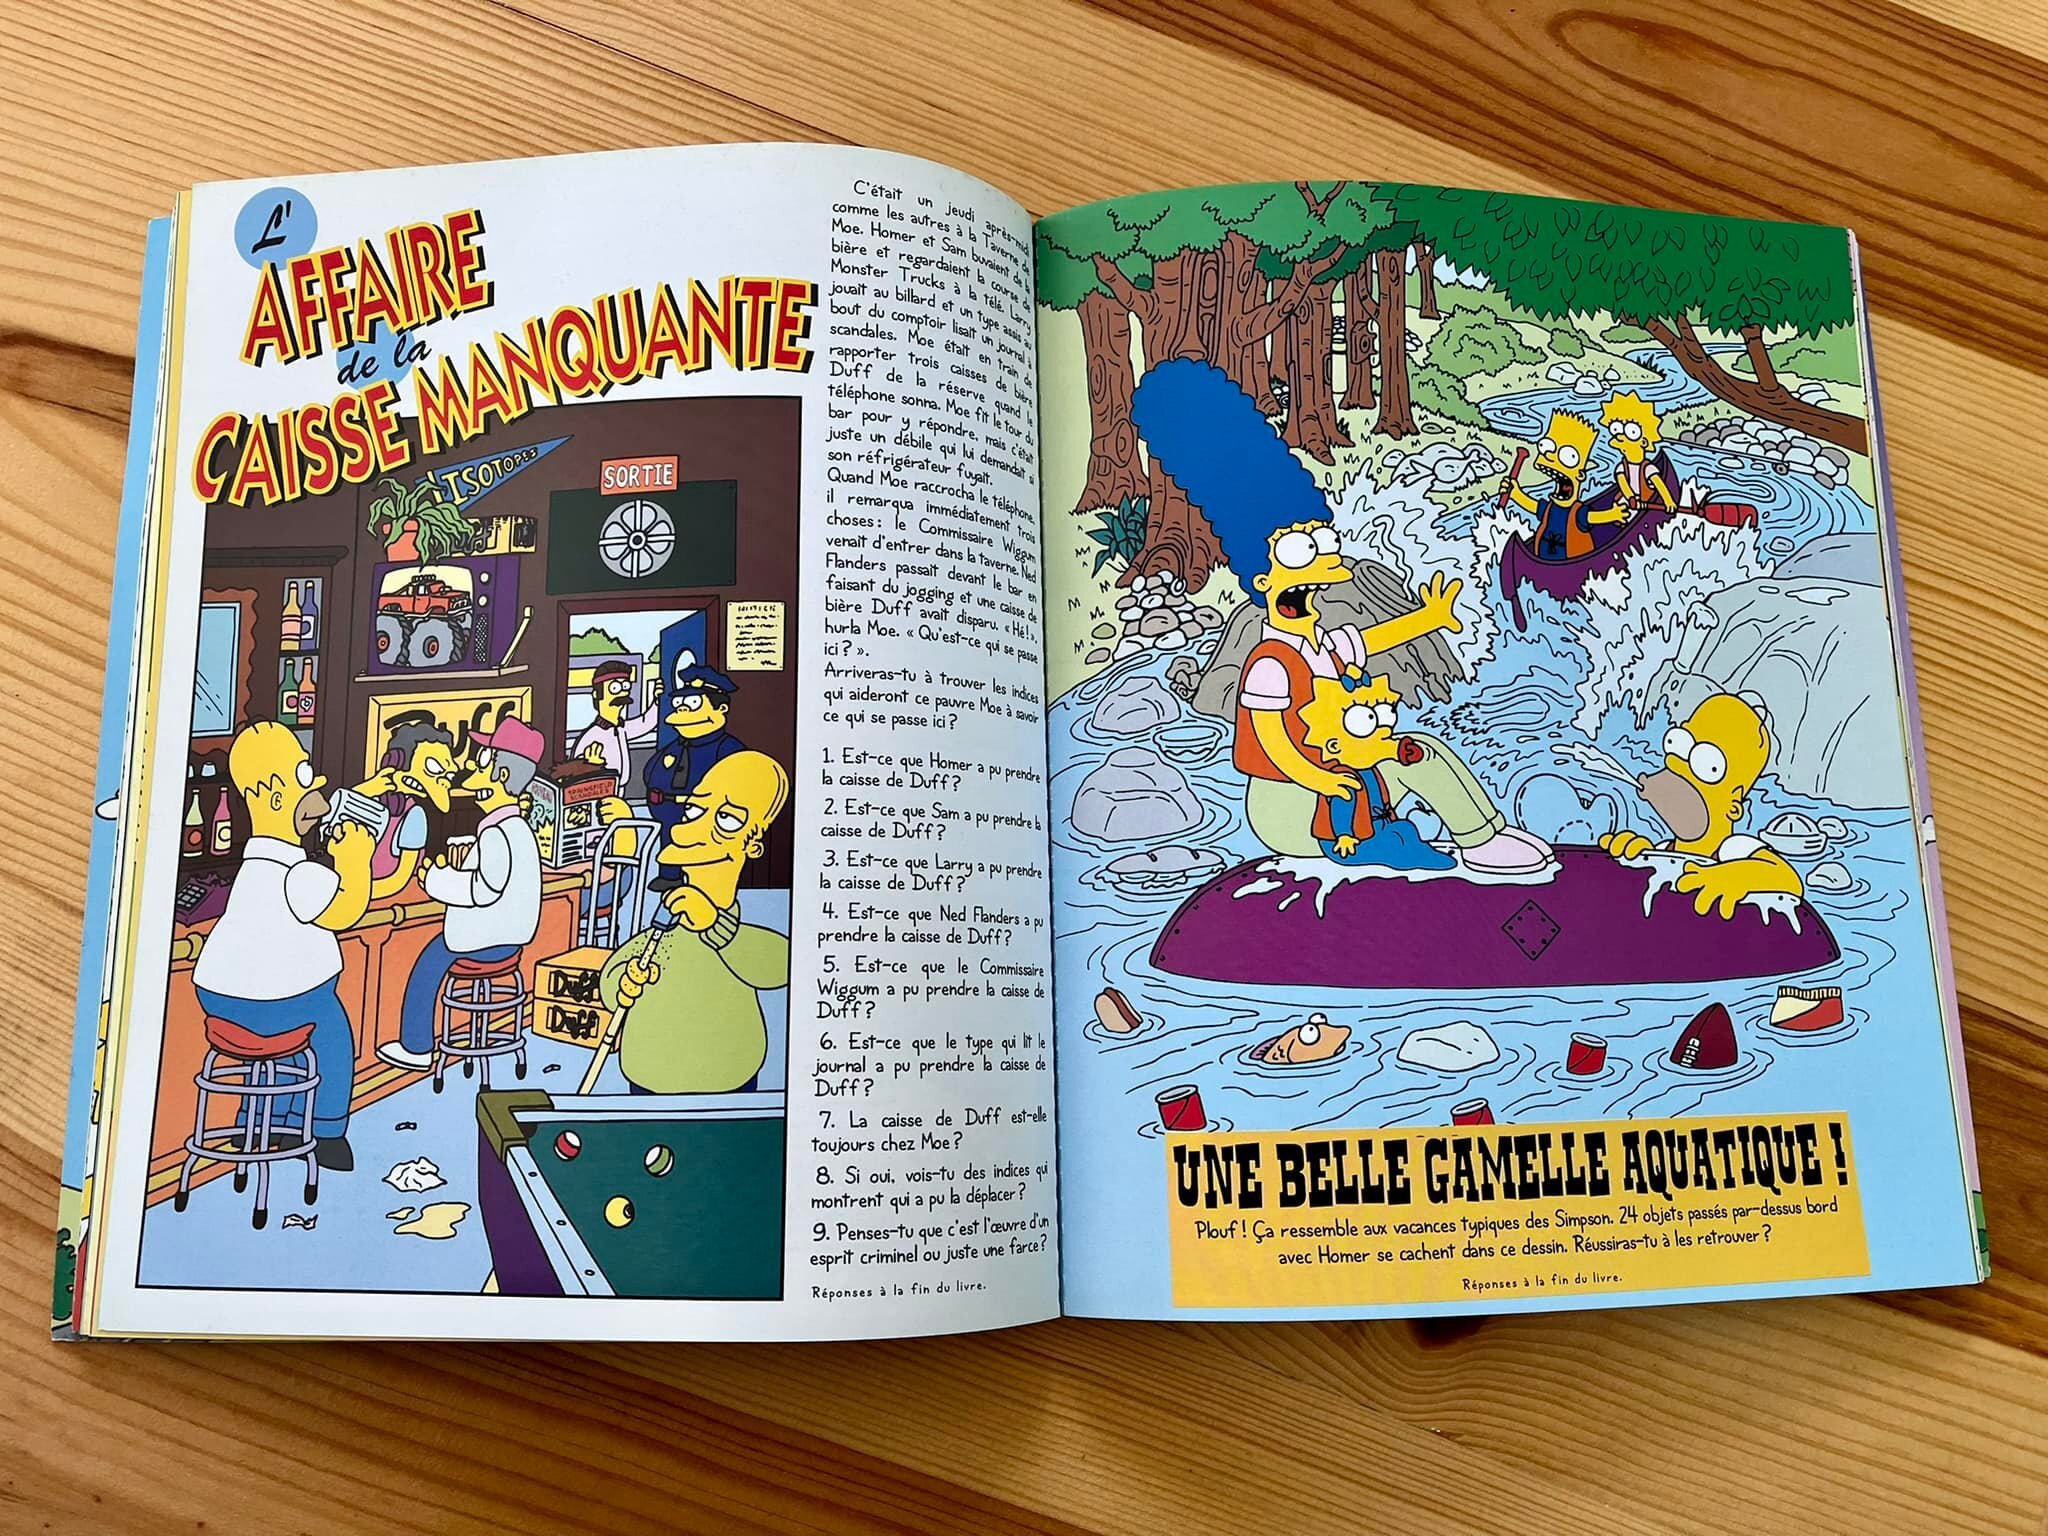 L'
AFFAIRE
de la
CAISSE MANQUANTE
ISOTOPES
SORTIE
Duff
SPRINGFIELD
SCANDALES
Duff
Duff
C'était un jeudi après-midi
comme les autres à la Taverne de
Moe. Homer et Sam buvaient de la
bière et regardaient la course de
Monster Trucks à la télé. Larry
jouait au billard et un type assis au
bout du comptoir lisait un journal à
scandales. Moe était en train de
rapporter trois caisses de bière
Duff de la réserve quand le
téléphone sonna. Moe fit le tour du
bar pour y répondre, mais c'était
juste un débile qui lui demandait si
son réfrigérateur fuyait.
Quand Moe raccrocha le téléphone,
il remarqua immédiatement trois
choses : le Commissaire Wiggum
venait d'entrer dans la taverne, Ned
Flanders passait devant le bar en
faisant du jogging et une caisse de
bière Duff avait disparu. « Hé ! »,
hurla Moe. « Qu'est-ce qui se passe
ici ? ».
Arriveras-tu à trouver les indices
qui aideront ce pauvre Moe à savoir
ce qui se passe ici ?
1. Est-ce que Homer a pu prendre
la caisse de Duff ?
2. Est-ce que Sam a pu prendre la
caisse de Duff ?
3. Est-ce que Larry a pu prendre
la caisse de Duff ?
4. Est-ce que Ned Flanders a pu
prendre la caisse de Duff ?
5. Est-ce que le Commissaire
Wiggum a pu prendre la caisse de
Duff ?
6. Est-ce que le type qui lit le
journal a pu prendre la caisse de
Duff ?
7. La caisse de Duff est-elle
toujours chez Moe ?
8. Si oui, vois-tu des indices qui
montrent qui a pu la déplacer ?
9. Penses-tu que c'est l'œuvre d'un
esprit criminel ou juste une farce ?
Réponses à la fin du livre.
UNE BELLE GAMELLE AQUATIQUE !
Plouf ! Ça ressemble aux vacances typiques des Simpson. 24 objets passés par-dessus bord
avec Homer se cachent dans ce dessin. Réussiras-tu à les retrouver ?
Réponses à la fin du livre.